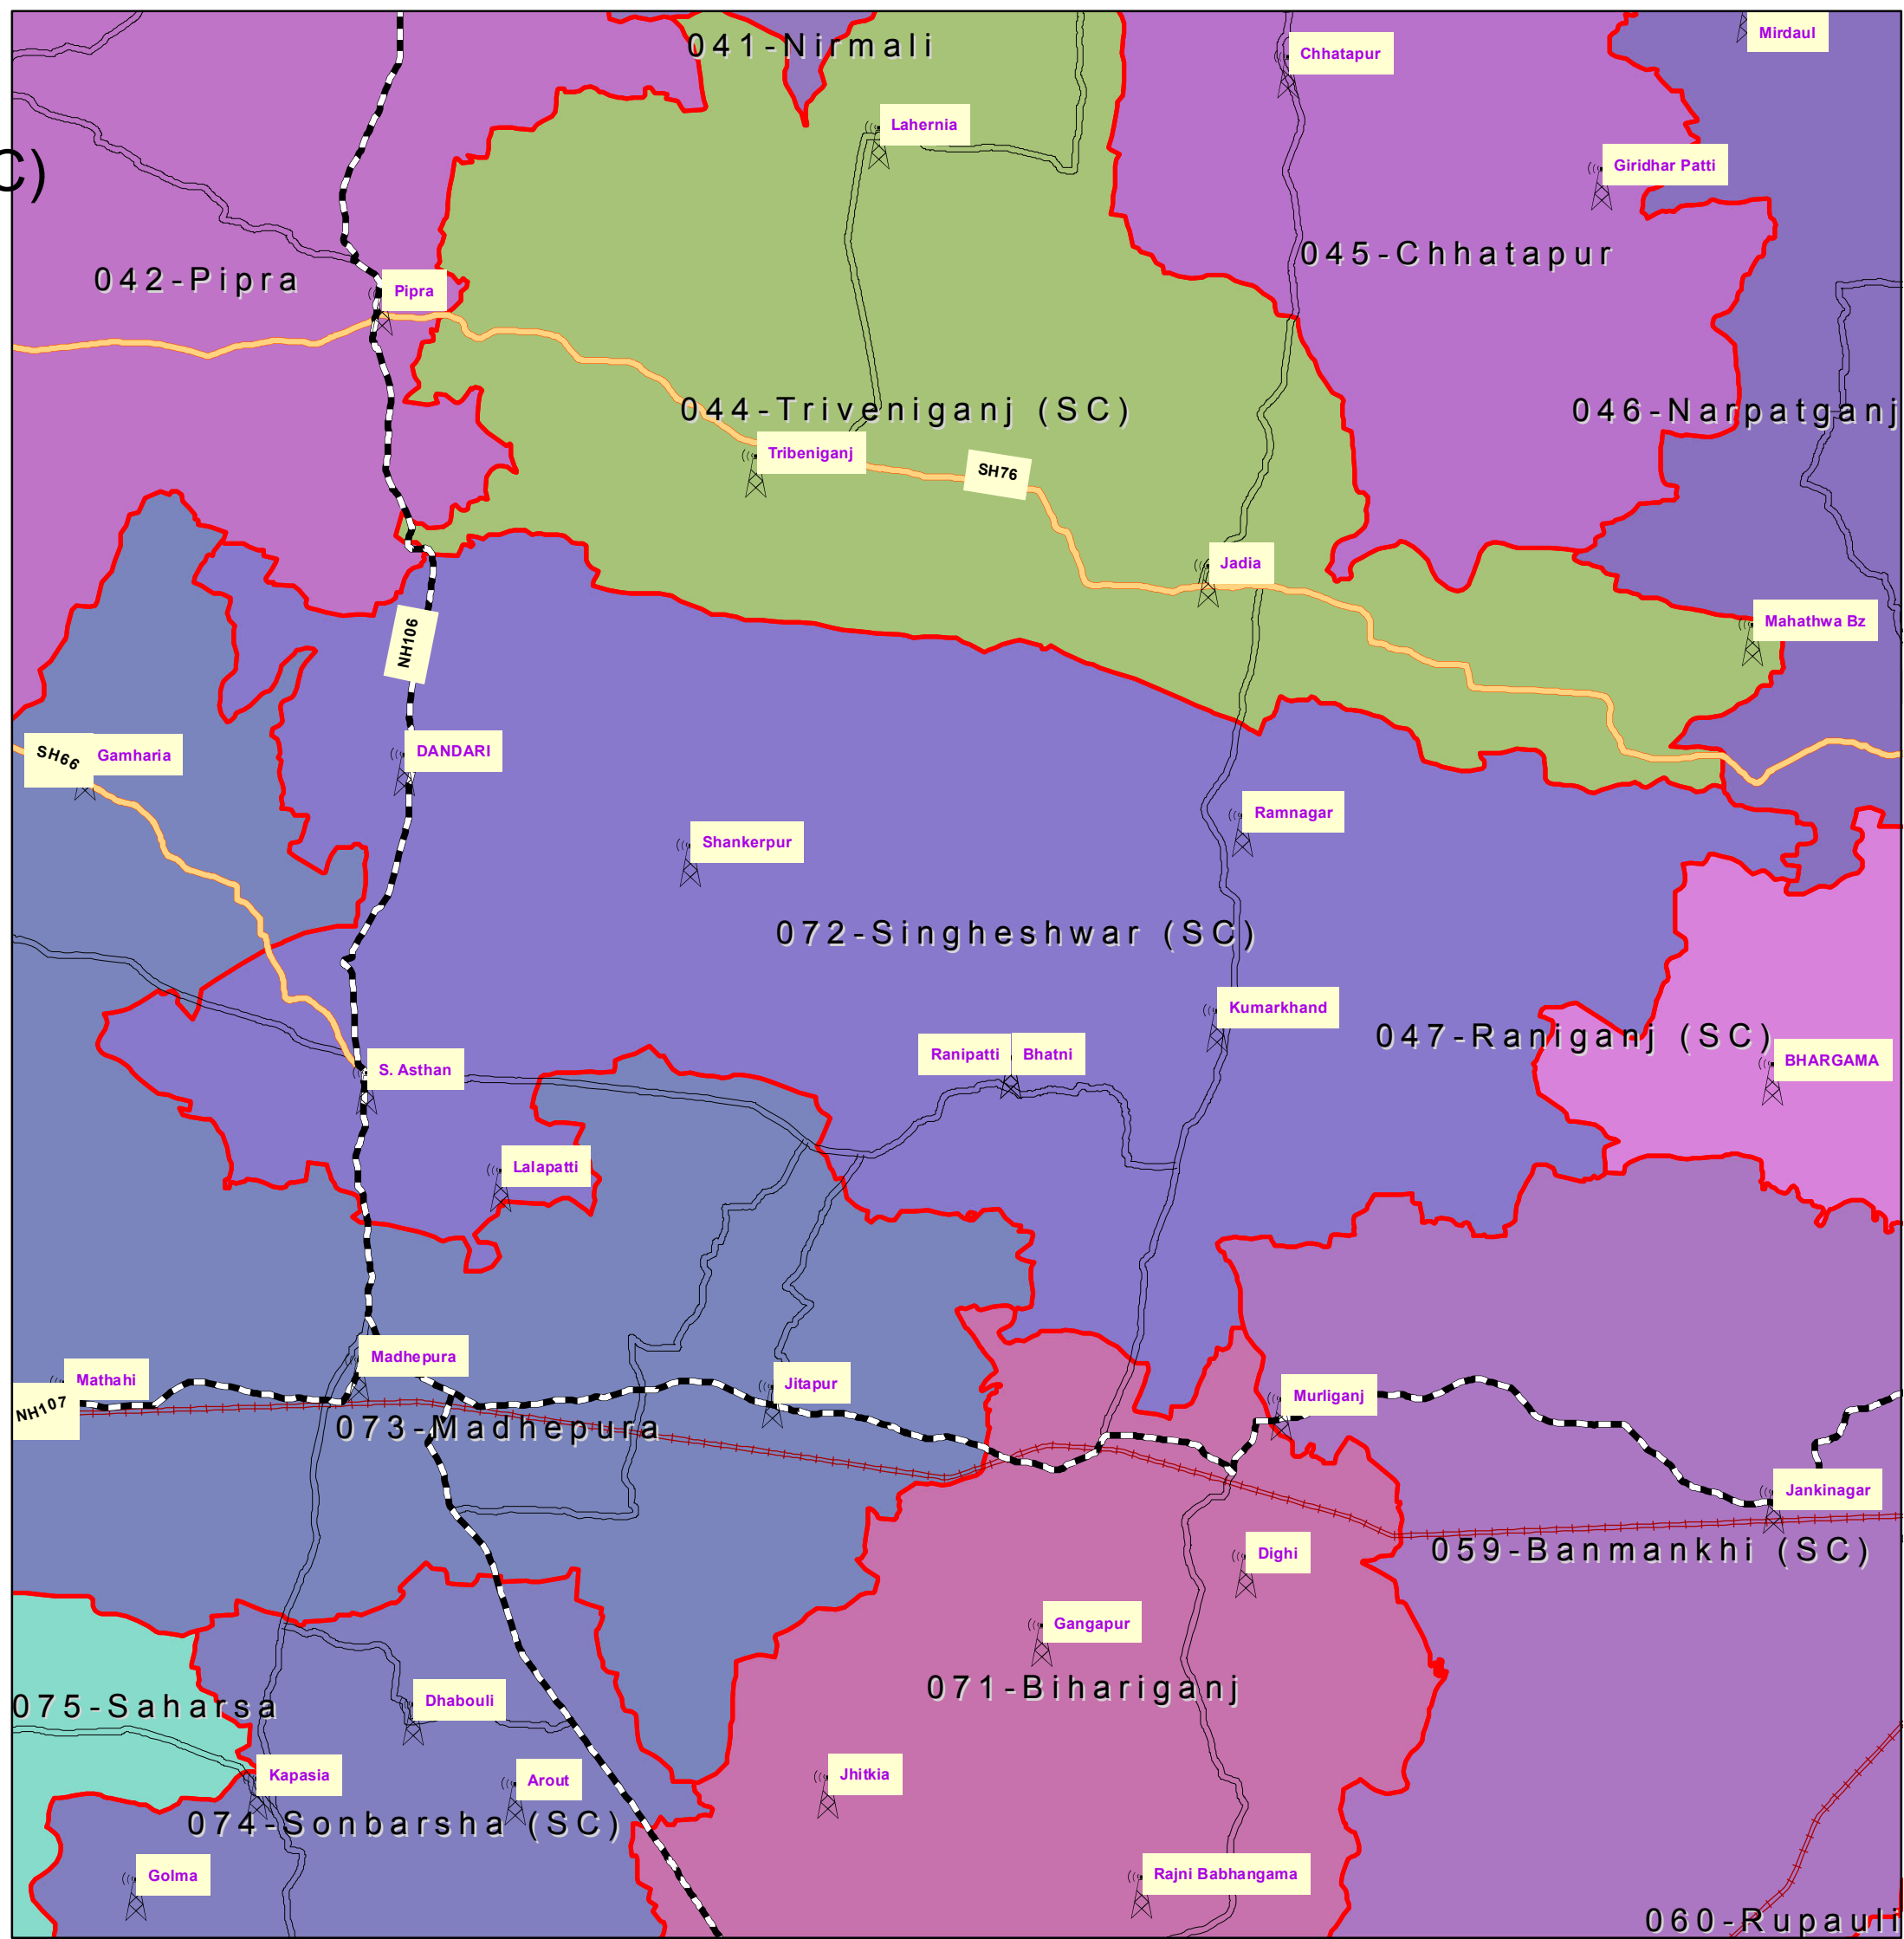 Mirdaul
041-Nirmali
Chhatapur
Lahernia
C)
Giridhar Patti
045-Chhatapur
042-Pipra
Pipra
044-Triveniganj (SC)
046-Narpatganj
Tribeniganj
SH76
Jadia
Mahathwa Bz
NH106
DANDARI
SH66
Gamharia
Ramnagar
Shankerpur
072-Singheshwar (SC)
Kumarkhand
047-Raniganj (SC)
Ranipatti
Bhatni
BHARGAMA
S. Asthan
Lalapatti
Madhepura
Mathahi
Jitapur
Murliganj
NH107
073-Madhepura
Jankinagar
059-Banmankhi (SC)
Dighi
Gangapur
071-Bihariganj
Dhabouli
075-Saharsa
Kapasia
Arout
Jhitkia
074-Sonbarsha (SC)
Golma
Rajni Babhangama
060-Rupauli